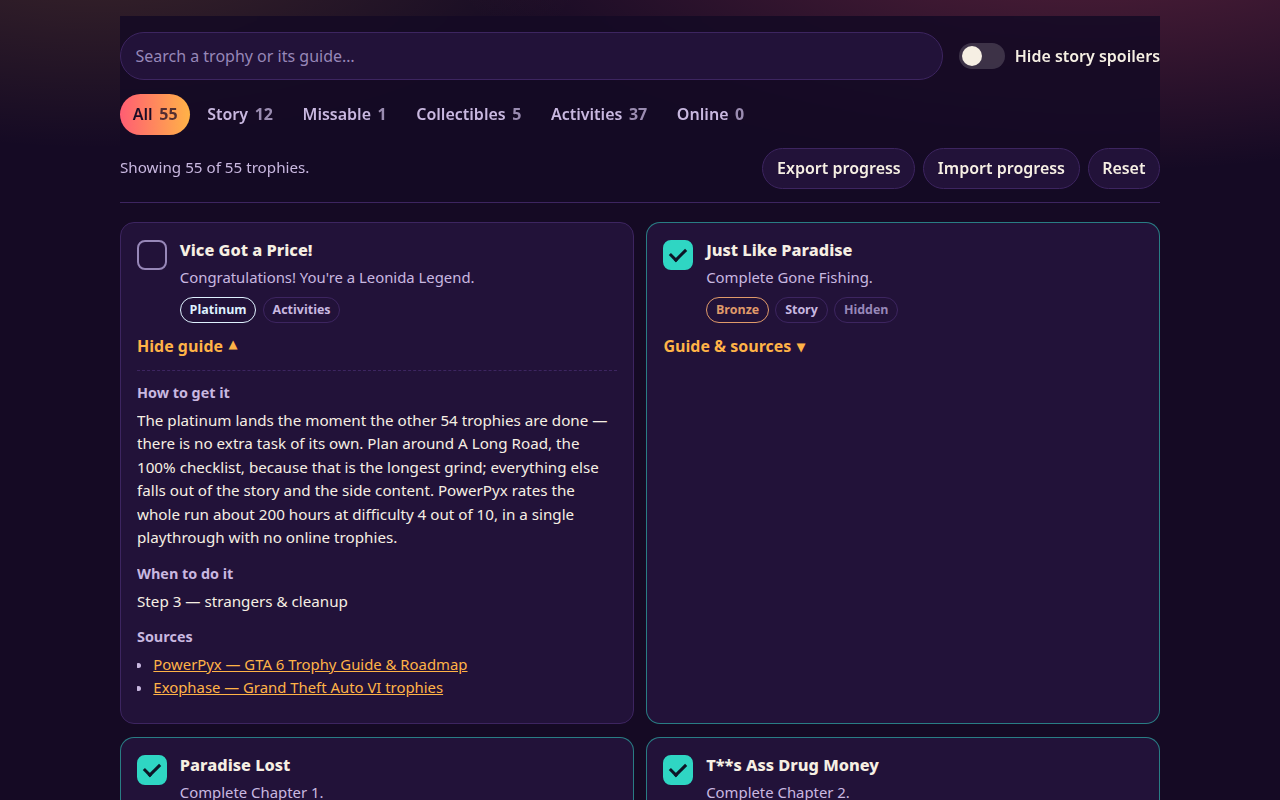 Search a trophy or its guide...
Hide story spoilers
All 55
Story 12
Missable 1
Collectibles 5
Activities 37
Online 0
Showing 55 of 55 trophies.
Export progress
Import progress
Reset
Vice Got a Price!
Congratulations! You're a Leonida Legend.
Platinum
Activities
Hide guide ▲
How to get it
The platinum lands the moment the other 54 trophies are done —
there is no extra task of its own. Plan around A Long Road, the
100% checklist, because that is the longest grind; everything else
falls out of the story and the side content. PowerPyx rates the
whole run about 200 hours at difficulty 4 out of 10, in a single
playthrough with no online trophies.
When to do it
Step 3 — strangers & cleanup
Sources
PowerPyx — GTA 6 Trophy Guide & Roadmap
Exophase — Grand Theft Auto VI trophies
Just Like Paradise
Complete Gone Fishing.
Bronze
Story
Hidden
Guide & sources ▼
Paradise Lost
Complete Chapter 1.
T**s Ass Drug Money
Complete Chapter 2.